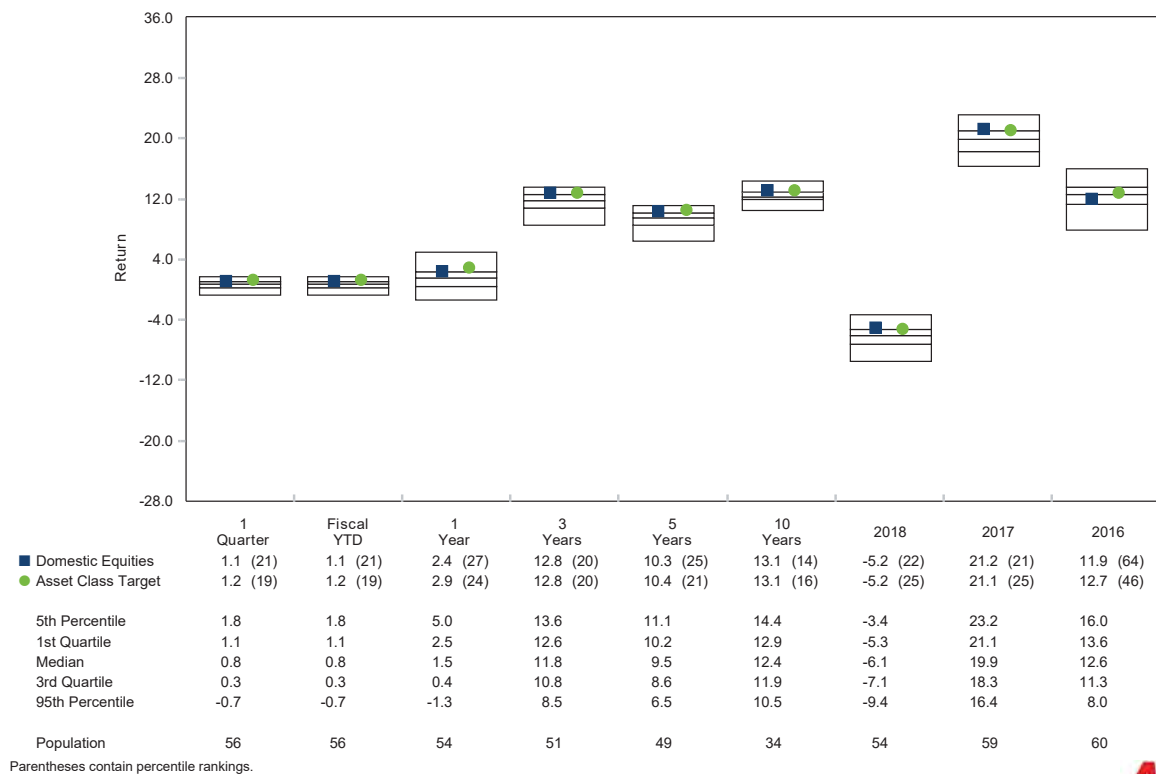 36.0
28.0
20.0
12.0
4.0
-4.0
-12.0
-20.0
-28.0
Return
1 Quarter Fiscal YTD 1 Year 3 Years 5 Years 10 Years 2018 2017 2016
Domestic Equities 1.1 (21) 1.1 (21) 2.4 (27) 12.8 (20) 10.3 (25) 13.1 (14) -5.2 (22) 21.2 (21) 11.9 (64)
Asset Class Target 1.2 (19) 1.2 (19) 2.9 (24) 12.8 (20) 10.4 (21) 13.1 (16) -5.2 (25) 21.1 (25) 12.7 (46)
5th Percentile 1.8 1.8 5.0 13.6 11.1 14.4 -3.4 23.2 16.0
1st Quartile 1.1 1.1 2.5 12.6 10.2 12.9 -5.3 21.1 13.6
Median 0.8 0.8 1.5 11.8 9.5 12.4 -6.1 19.9 12.6
3rd Quartile 0.3 0.3 0.4 10.8 8.6 11.9 -7.1 18.3 11.3
95th Percentile -0.7 -0.7 -1.3 8.5 6.5 10.5 -9.4 16.4 8.0
Population 56 56 54 51 49 34 54 59 60
Parentheses contain percentile rankings.